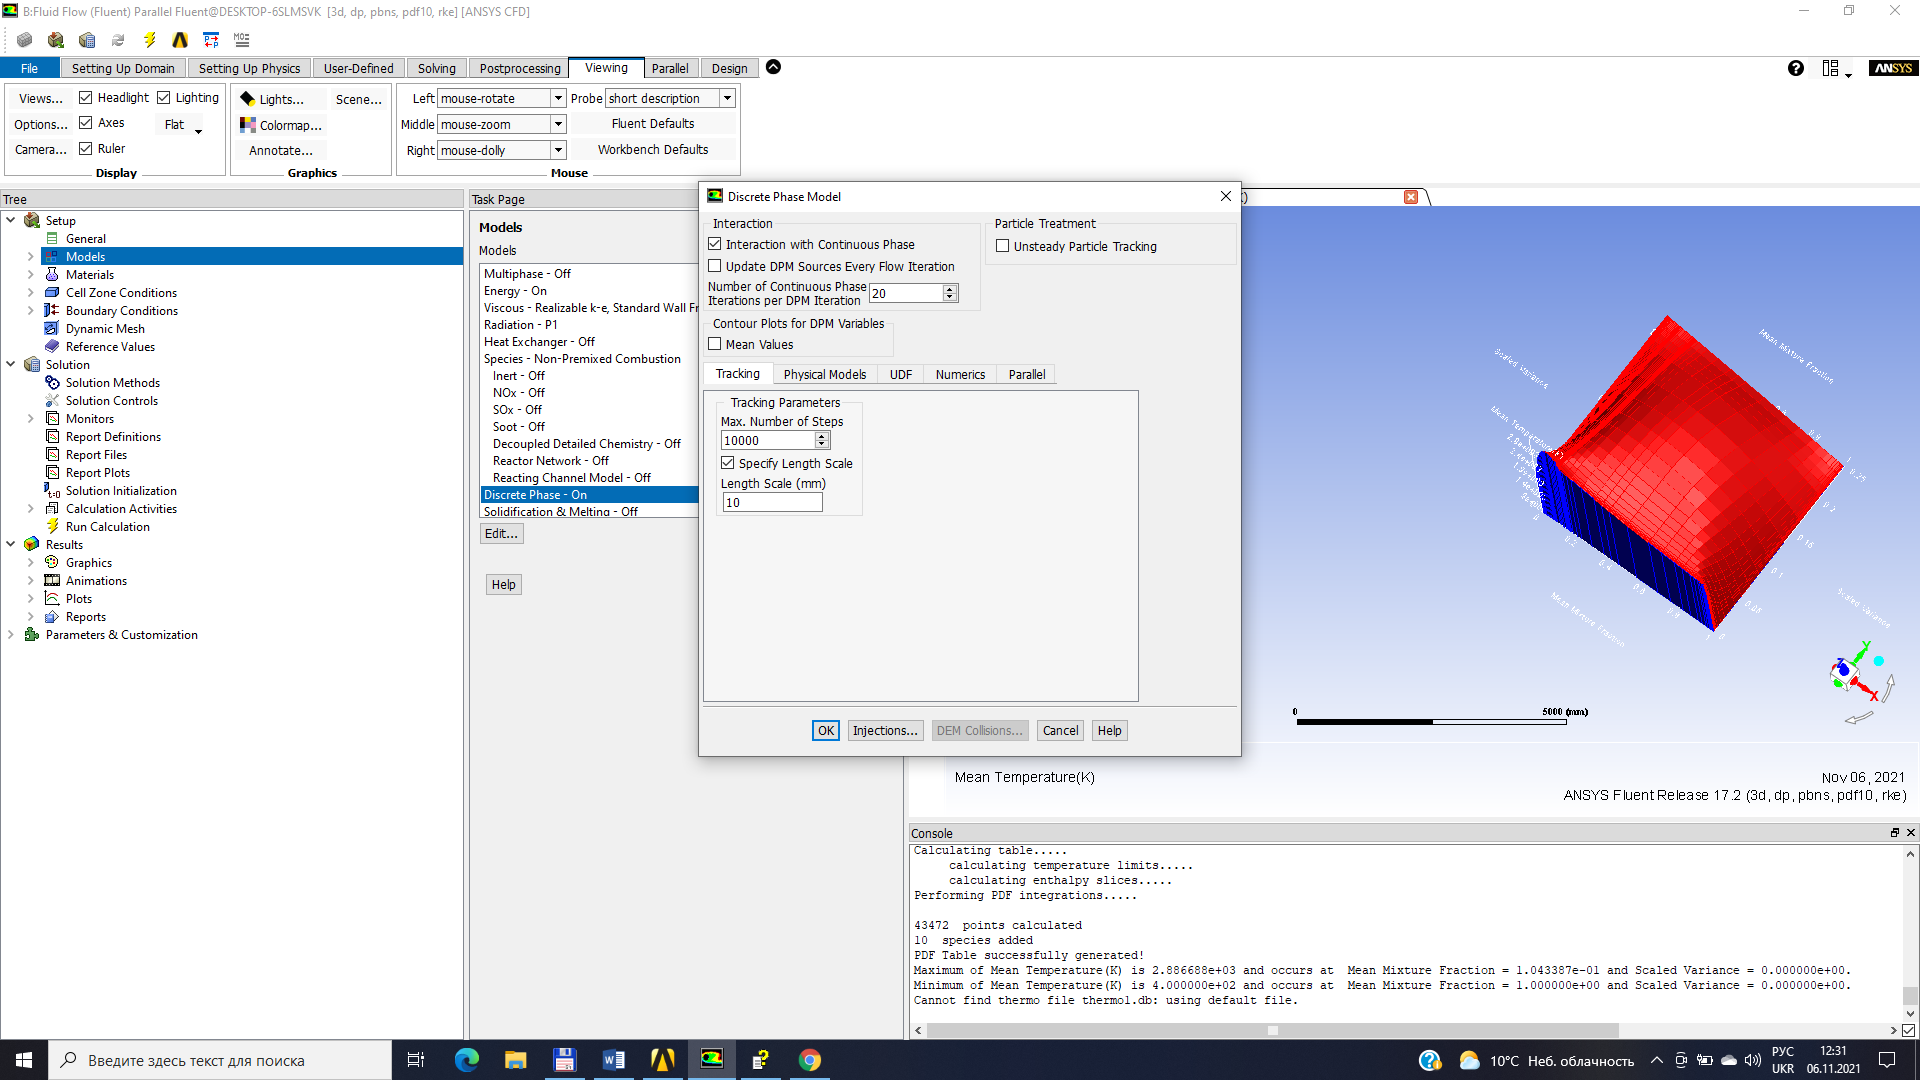 B:Fluid Flow (Fluent) Parallel Fluent@DESKTOP-6SLMSVK [3d, dp, pbns, pdf10, rke] [ANSYS CFD]
File
Setting Up Domain
Setting Up Physics
User-Defined
Solving
Postprocessing
Viewing
Parallel
Design
ANSYS
Views...
Headlight
Lighting
Options...
Axes
Flat
Camera...
Ruler
Display
Lights...
Scene...
Colormap...
Annotate...
Graphics
Left mouse-rotate
Probe short description
Middle mouse-zoom
Fluent Defaults
Right mouse-dolly
Workbench Defaults
Mouse
Tree
Setup
General
Models
Materials
Cell Zone Conditions
Boundary Conditions
Dynamic Mesh
Reference Values
Solution
Solution Methods
Solution Controls
Monitors
Report Definitions
Report Files
Report Plots
Solution Initialization
Calculation Activities
Run Calculation
Results
Graphics
Animations
Plots
Reports
Parameters & Customization
Task Page
Models
Models
Multiphase - Off
Energy - On
Viscous - Realizable k-e, Standard Wall
Radiation - P1
Heat Exchanger - Off
Species - Non-Premixed Combustion
Inert - Off
NOx - Off
SOx - Off
Soot - Off
Decoupled Detailed Chemistry - Off
Reactor Network - Off
Reacting Channel Model - Off
Discrete Phase - On
Solidification & Melting - Off
Edit...
Help
Discrete Phase Model
Interaction
Interaction with Continuous Phase
Update DPM Sources Every Flow Iteration
Number of Continuous Phase
Iterations per DPM Iteration 20
Particle Treatment
Unsteady Particle Tracking
Contour Plots for DPM Variables
Mean Values
Tracking
Physical Models
UDF
Numerics
Parallel
Tracking Parameters
Max. Number of Steps
10000
Specify Length Scale
Length Scale (mm)
10
OK
Injections...
DEM Collisions...
Cancel
Help
Scaled Variance
Mean Mixture Fraction
Mean Mixture Fraction
Scaled Variance
Y
Z
X
0
5000 (mm)
Mean Temperature(K)
Nov 06, 2021
ANSYS Fluent Release 17.2 (3d, dp, pbns, pdf10, rke)
Console
Calculating table.....
calculating temperature limits.....
calculating enthalpy slices.....
Performing PDF integrations.....
43472 points calculated
10 species added
PDF Table successfully generated!
Maximum of Mean Temperature(K) is 2.886688e+03 and occurs at Mean Mixture Fraction = 1.043387e-01 and Scaled Variance = 0.000000e+00.
Minimum of Mean Temperature(K) is 4.000000e+02 and occurs at Mean Mixture Fraction = 1.000000e+00 and Scaled Variance = 0.000000e+00.
Cannot find thermo file thermol.db: using default file.
Введите здесь текст для поиска
10°C Неб. облачность
РУС
UKR
12:31
06.11.2021